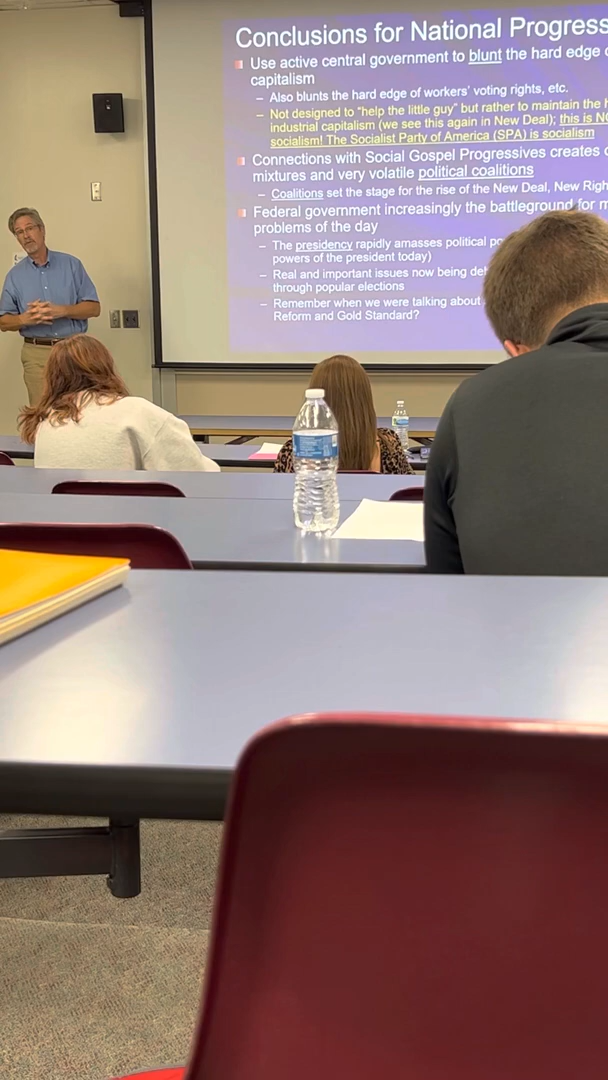 Conclusions for National Progress
Use active central government to blunt the hard edge
capitalism
– Also blunts the hard edge of workers' voting rights, etc.
– Not designed to "help the little guy" but rather to maintain the
industrial capitalism (we see this again in New Deal); this is
socialism! The Socialist Party of America (SPA) is socialism
Connections with Social Gospel Progressives creates
mixtures and very volatile political coalitions
– Coalitions set the stage for the rise of the New Deal, New Righ
Federal government increasingly the battleground for
problems of the day
– The presidency rapidly amasses political
powers of the president today)
– Real and important issues now being
through popular elections
– Remember when we were talking about
Reform and Gold Standard?